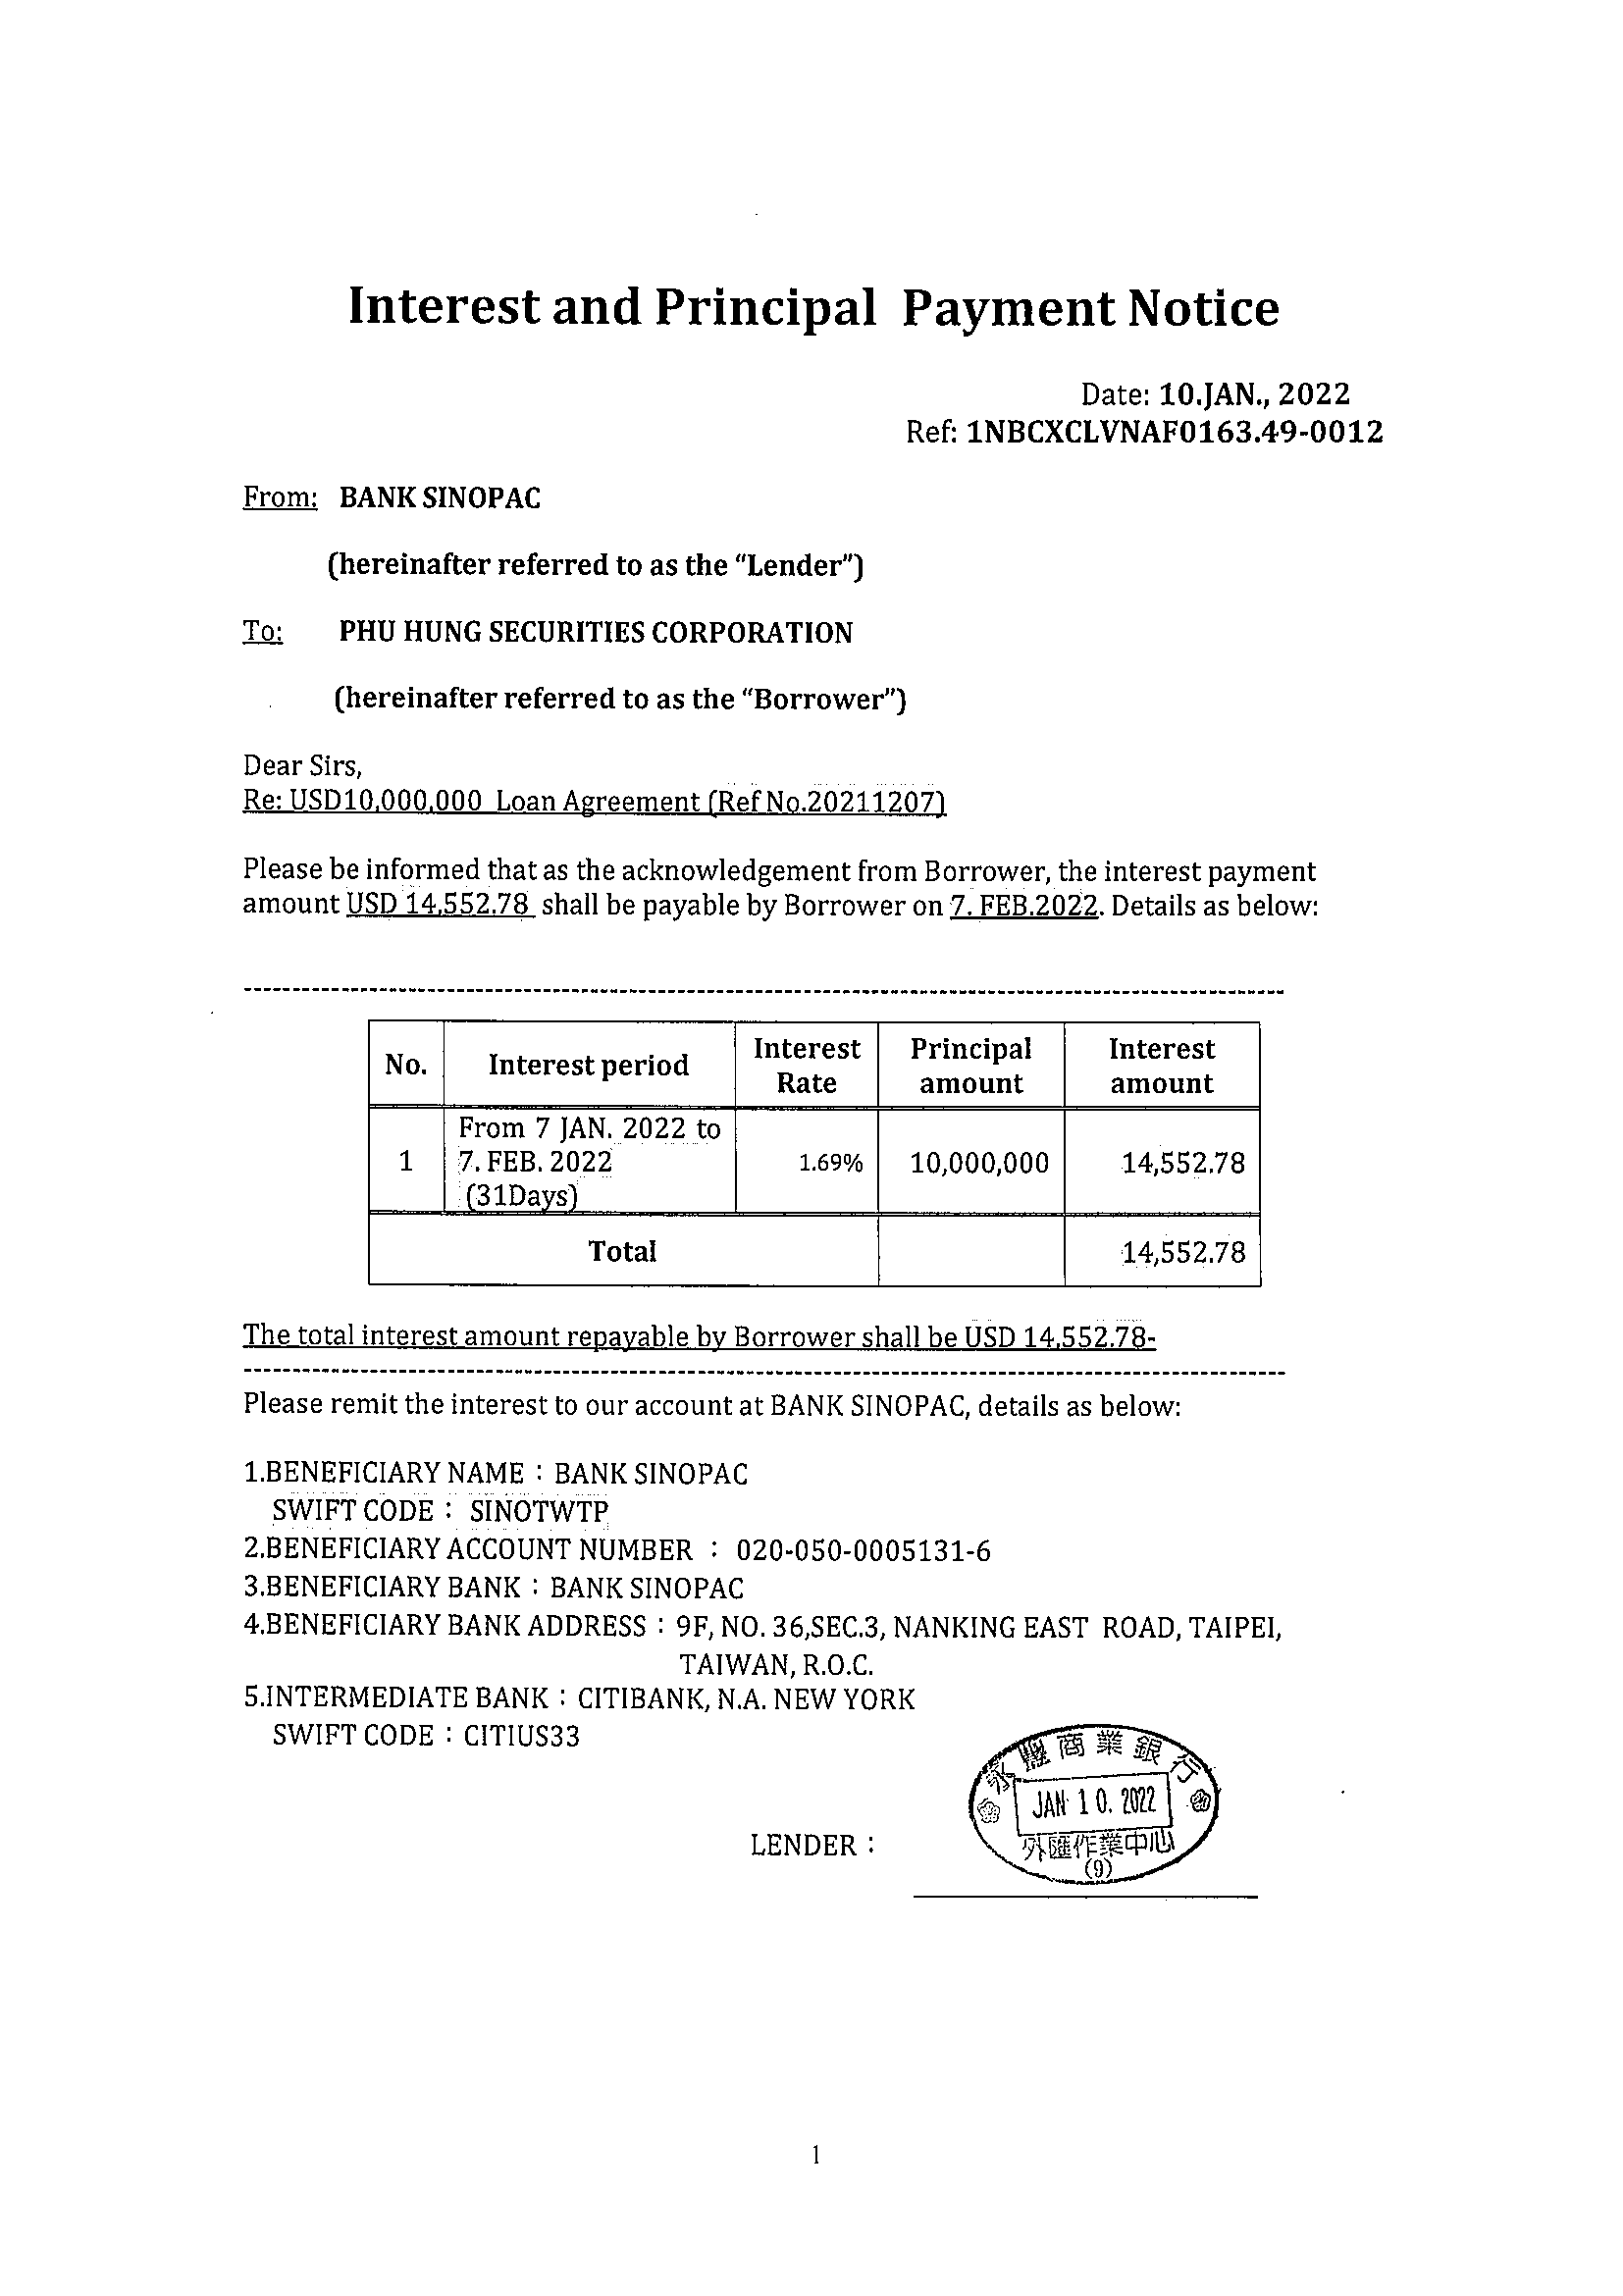 Interest and Principal Payment Notice
Date: 10.JAN., 2022
Ref: 1NBCXCLVNAF0163.49-0012
From: BANK SINOPAC
(hereinafter referred to as the “Lender”)
To: PHU HUNG SECURITIES CORPORATION
(hereinafter referred to as the “Borrower”)
Dear Sirs,
Re: USD10,000,000 Loan Agreement (Ref No.20211207)
Please be informed that as the acknowledgement from Borrower, the interest payment
amount USD 14,552.78 shall be payable by Borrower on 7. FEB.2022. Details as below:
No. Interest period Interest Rate Principal amount Interest amount
1 From 7 JAN. 2022 to 7. FEB. 2022 (31Days) 1.69% 10,000,000 14,552.78
Total 14,552.78
The total interest amount repayable by Borrower shall be USD 14,552.78-
Please remit the interest to our account at BANK SINOPAC, details as below:
1.BENEFICIARY NAME：BANK SINOPAC
SWIFT CODE： SINOTWTP
2.BENEFICIARY ACCOUNT NUMBER ： 020-050-0005131-6
3.BENEFICIARY BANK：BANK SINOPAC
4.BENEFICIARY BANK ADDRESS：9F, NO. 36,SEC.3, NANKING EAST ROAD, TAIPEI,
TAIWAN, R.O.C.
5.INTERMEDIATE BANK：CITIBANK, N.A. NEW YORK
SWIFT CODE：CITIUS33
永豐商業銀行
JAN 10. 2022
外匯作業中心
(9)
LENDER：
1